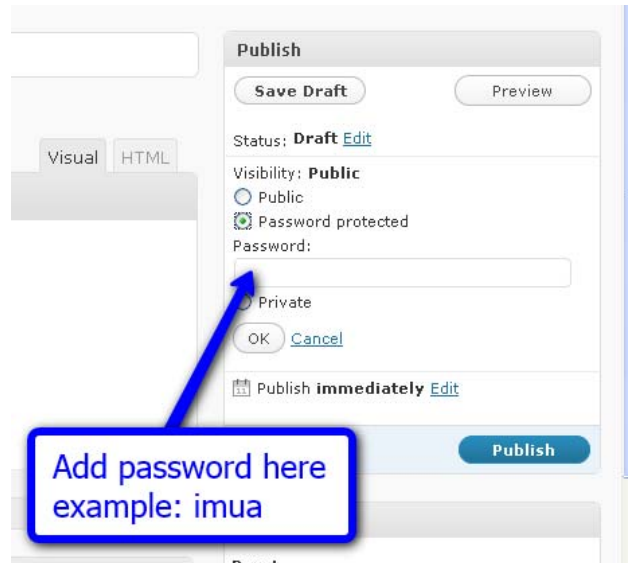 Publish
Save Draft Preview
Status: Draft Edit
Visual HTML
Visibility: Public
Public
Password protected
Password:
Private
OK Cancel
11
Publish immediately Edit
Publish
Add password here
example: imua